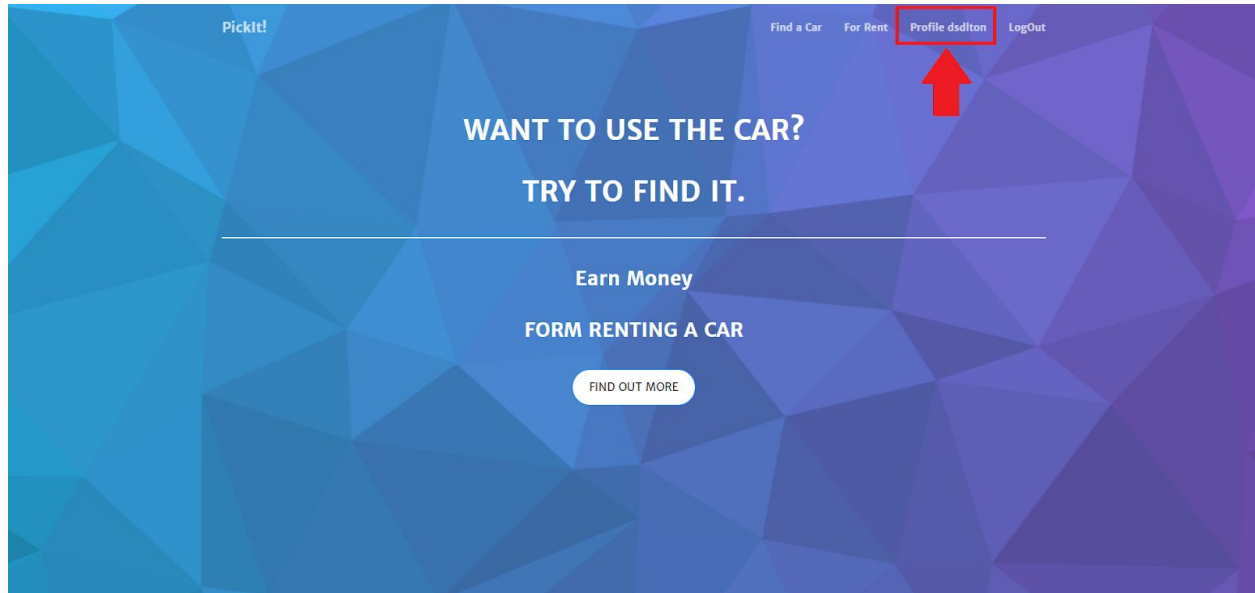 PickIt!
Find a Car For Rent Profile dsdlton LogOut
WANT TO USE THE CAR?
TRY TO FIND IT.
Earn Money
FORM RENTING A CAR
FIND OUT MORE